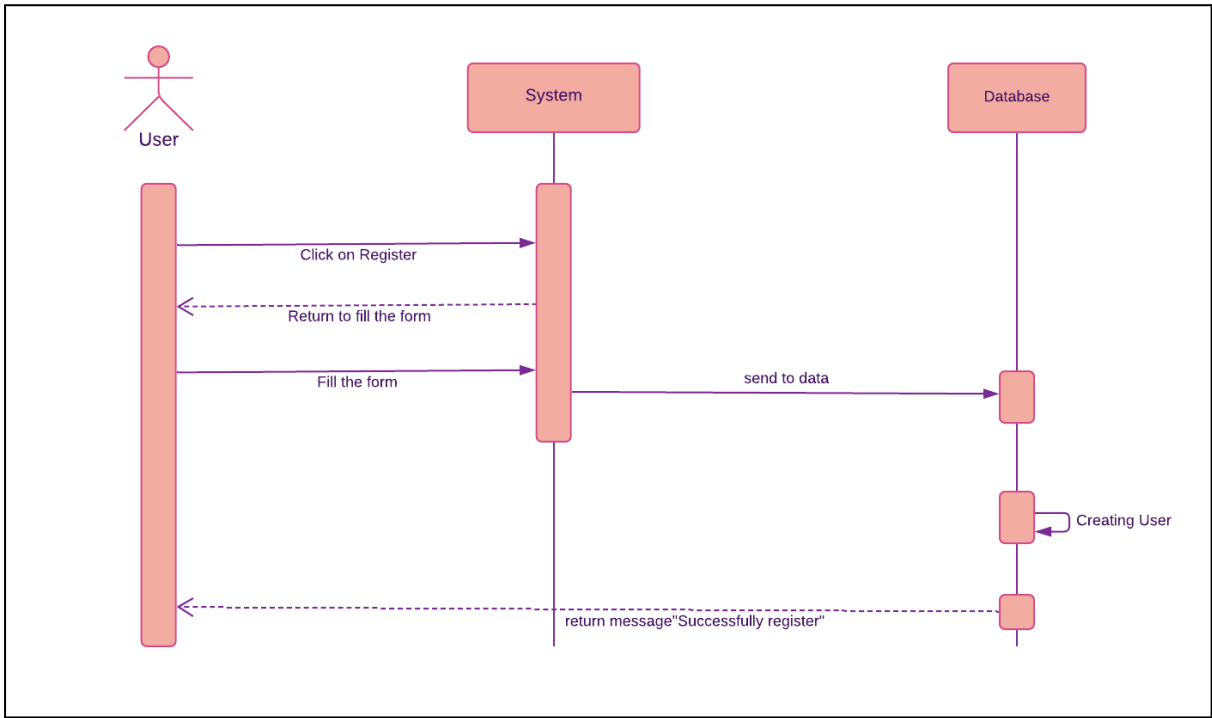 User
System
Database
Click on Register
Return to fill the form
Fill the form
send to data
Creating User
return message"Successfully register"